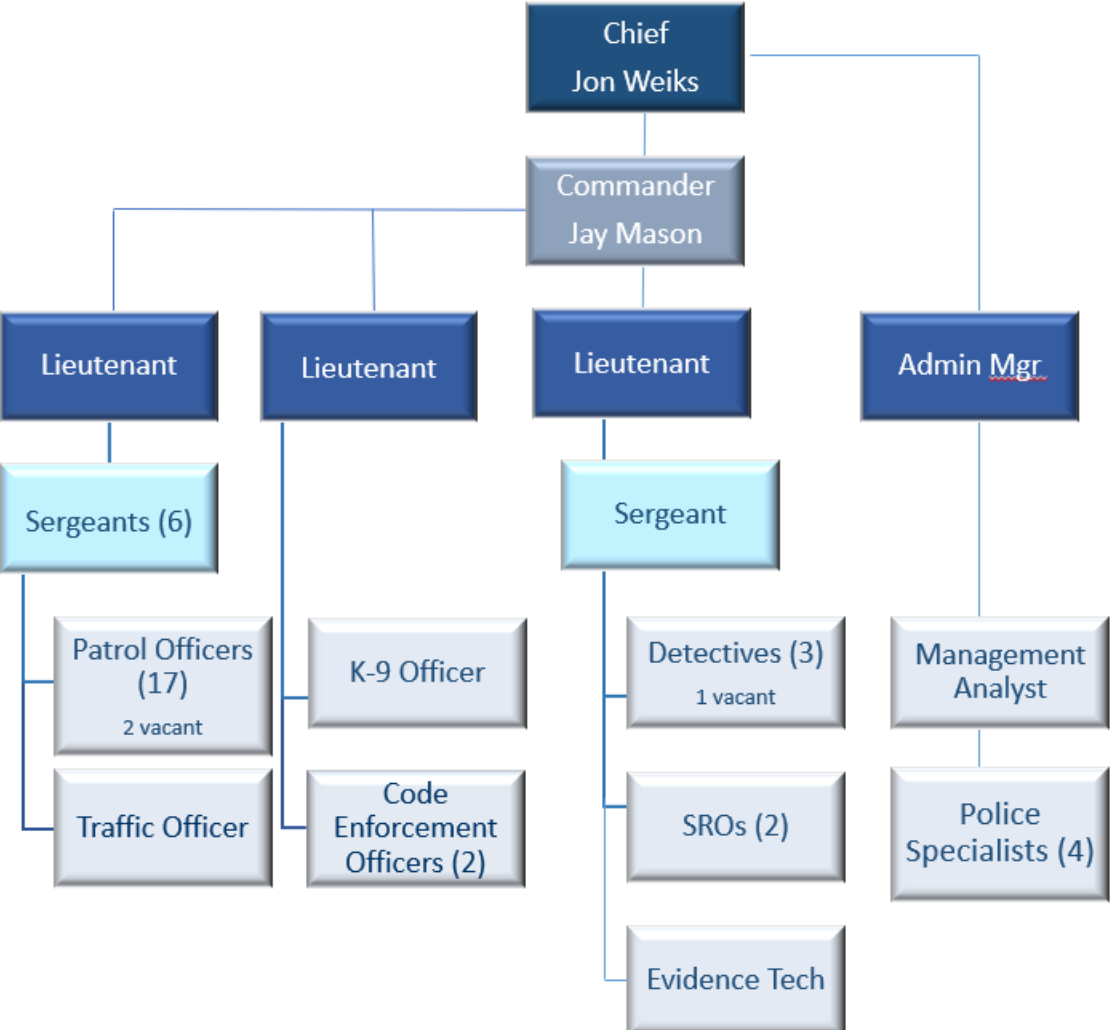 Chief
Jon Weiks
Commander
Jay Mason
Lieutenant
Lieutenant
Lieutenant
Admin Mgr
Sergeants (6)
Sergeant
Patrol Officers
(17)
2 vacant
K-9 Officer
Detectives (3)
1 vacant
Management
Analyst
Traffic Officer
Code
Enforcement
Officers (2)
SROs (2)
Police
Specialists (4)
Evidence Tech